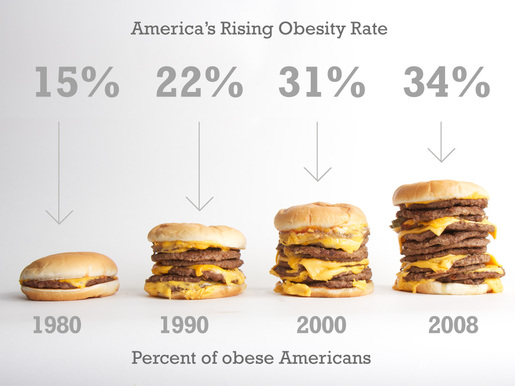 America's Rising Obesity Rate
15% 22% 31% 34%
1980 1990 2000 2008
Percent of obese Americans